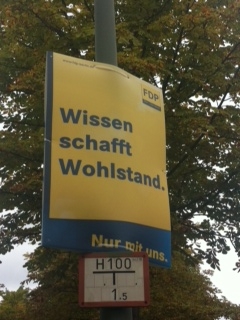 FDP
Wissen
schafft
Wohlstand.
Nur mit uns.
H100
1.5